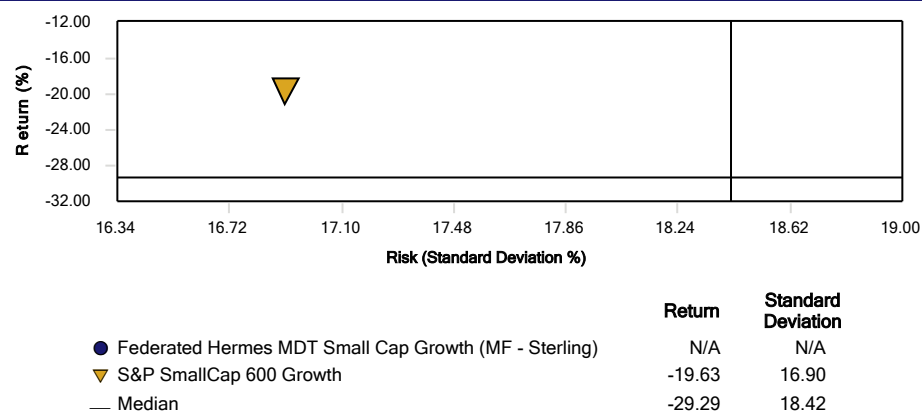 -12.00
-16.00
-20.00
-24.00
-28.00
-32.00
Return (%)
16.34 16.72 17.10 17.48 17.86 18.24 18.62 19.00
Risk (Standard Deviation %)
Return Standard Deviation
Federated Hermes MDT Small Cap Growth (MF - Sterling) N/A N/A
S&P SmallCap 600 Growth -19.63 16.90
Median -29.29 18.42